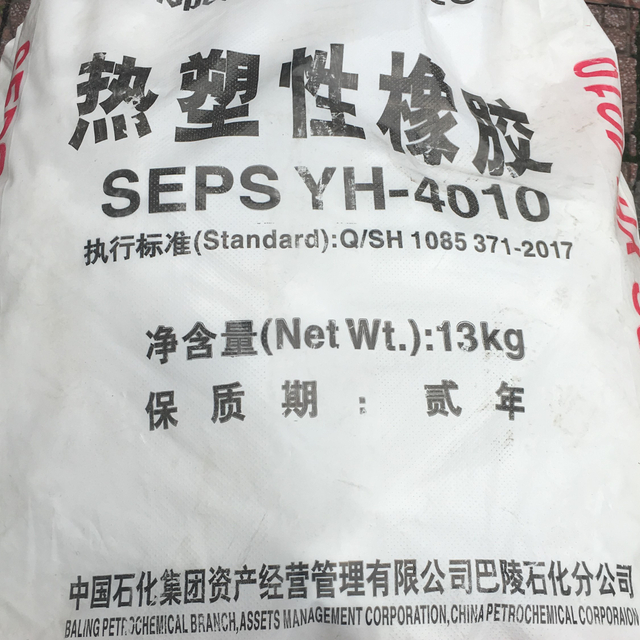 热塑性橡胶
SEPS YH-4010
执行标准(Standard):Q/SH 1085 371-2017
净含量(Net Wt.):13kg
保质期:贰年
中国石化集团资产经营管理有限公司巴陵石化分公司
BALING PETROCHEMICAL BRANCH,ASSETS MANAGEMENT CORPORATION,CHINA PETROCHEMICAL CORPORAION